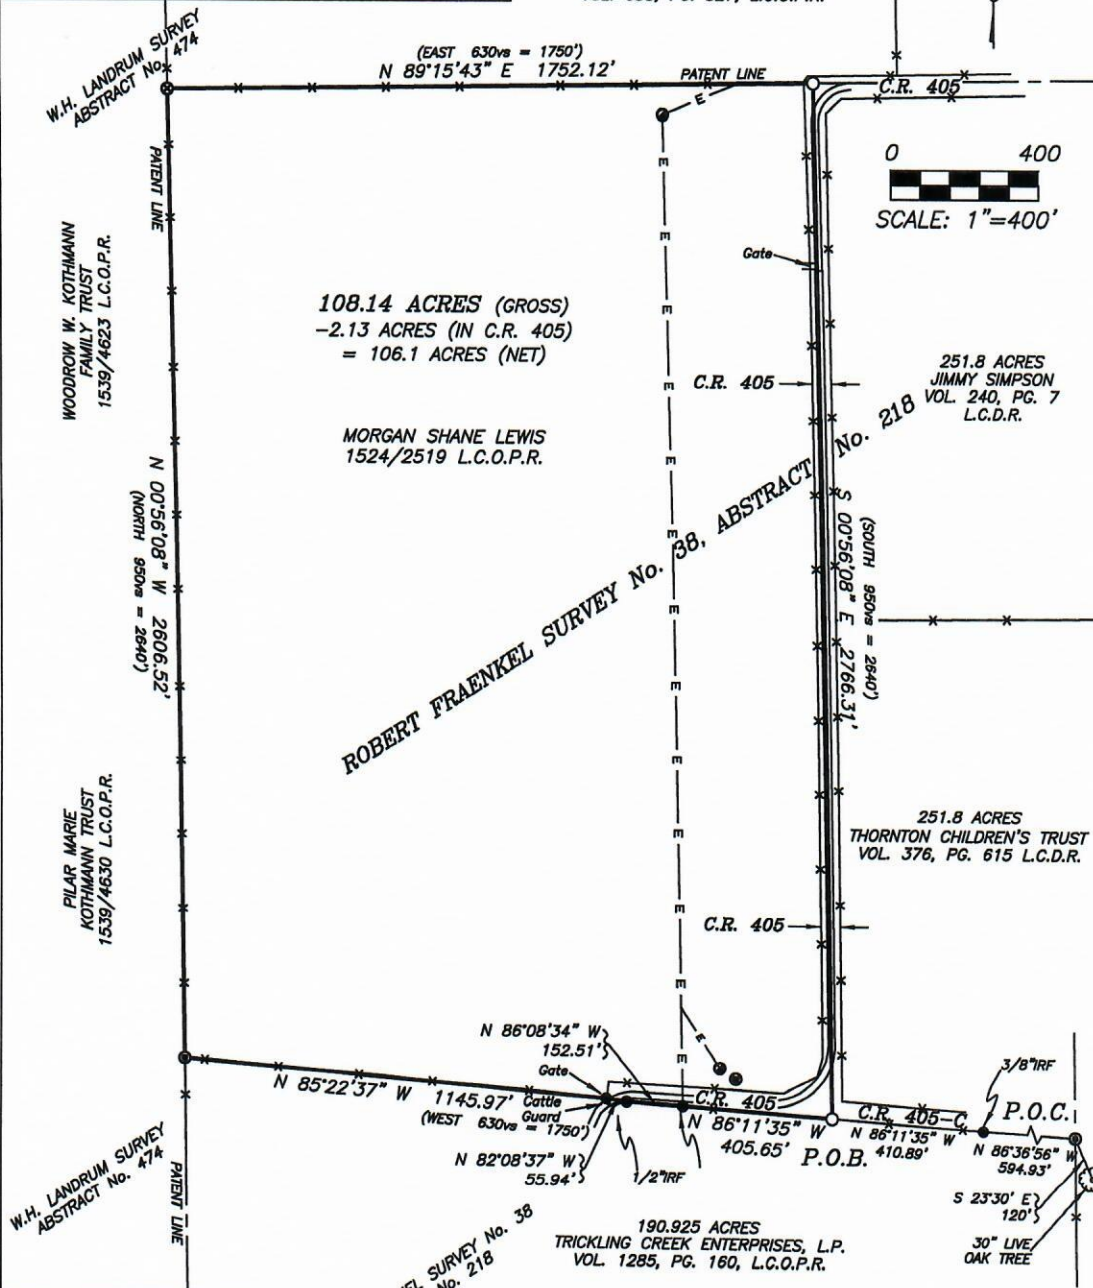 W.H. LANDRUM SURVEY
ABSTRACT No. 474
(EAST 630vs = 1750')
N 89°15'43" E 1752.12'
PATENT LINE
C.R. 405
E
0 400
SCALE: 1"=400'
PATENT LINE
WOODROW W. KOTHMANN
FAMILY TRUST
1539/4623 L.C.O.P.R.
Gate
108.14 ACRES (GROSS)
-2.13 ACRES (IN C.R. 405)
= 106.1 ACRES (NET)
C.R. 405
251.8 ACRES
JIMMY SIMPSON
VOL. 240, PG. 7
L.C.D.R.
MORGAN SHANE LEWIS
1524/2519 L.C.O.P.R.
N 00°56'08" W 2606.52'
(NORTH 950vs = 2640')
ROBERT FRAENKEL SURVEY No. 38, ABSTRACT No. 218
S 00°56'08" E 2766.31'
(SOUTH 950vs = 2640')
E
E
E
E
E
E
E
E
E
E
E
E
PILAR MARIE
KOTHMANN TRUST
1539/4630 L.C.O.P.R.
251.8 ACRES
THORNTON CHILDREN'S TRUST
VOL. 376, PG. 615 L.C.D.R.
C.R. 405
N 86°08'34" W
152.51'
E
E
Gate
3/8"IRF
N 85°22'37" W 1145.97'
(WEST 630vs = 1750')
Cattle
Guard
C.R. 405
C.R. 405-C
P.O.C.
N 86°11'35" W
405.65'
P.O.B.
N 86°11'35" W
410.89'
N 86°36'56" W
594.93'
N 82°08'37" W
55.94'
1/2"IRF
S 23°30' E
120'
30" LIVE
OAK TREE
W.H. LANDRUM SURVEY
ABSTRACT No. 474
PATENT LINE
SURVEY No. 38
No. 218
190.925 ACRES
TRICKLING CREEK ENTERPRISES, L.P.
VOL. 1285, PG. 160, L.C.O.P.R.